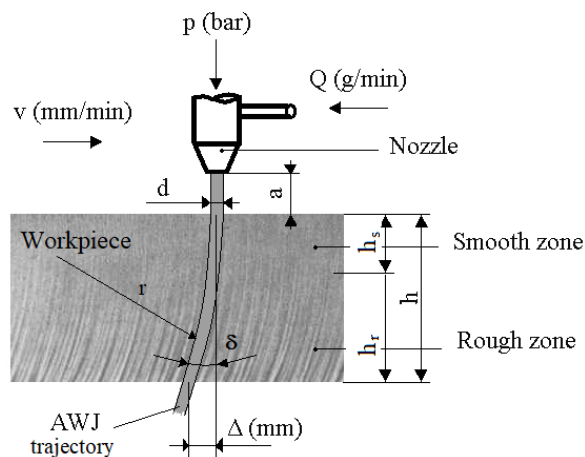 p (bar)
Q (g/min)
v (mm/min)
Nozzle
d
a
Workpiece
h_s
Smooth zone
r
h
δ
h_r
Rough zone
AWJ
trajectory
Δ (mm)